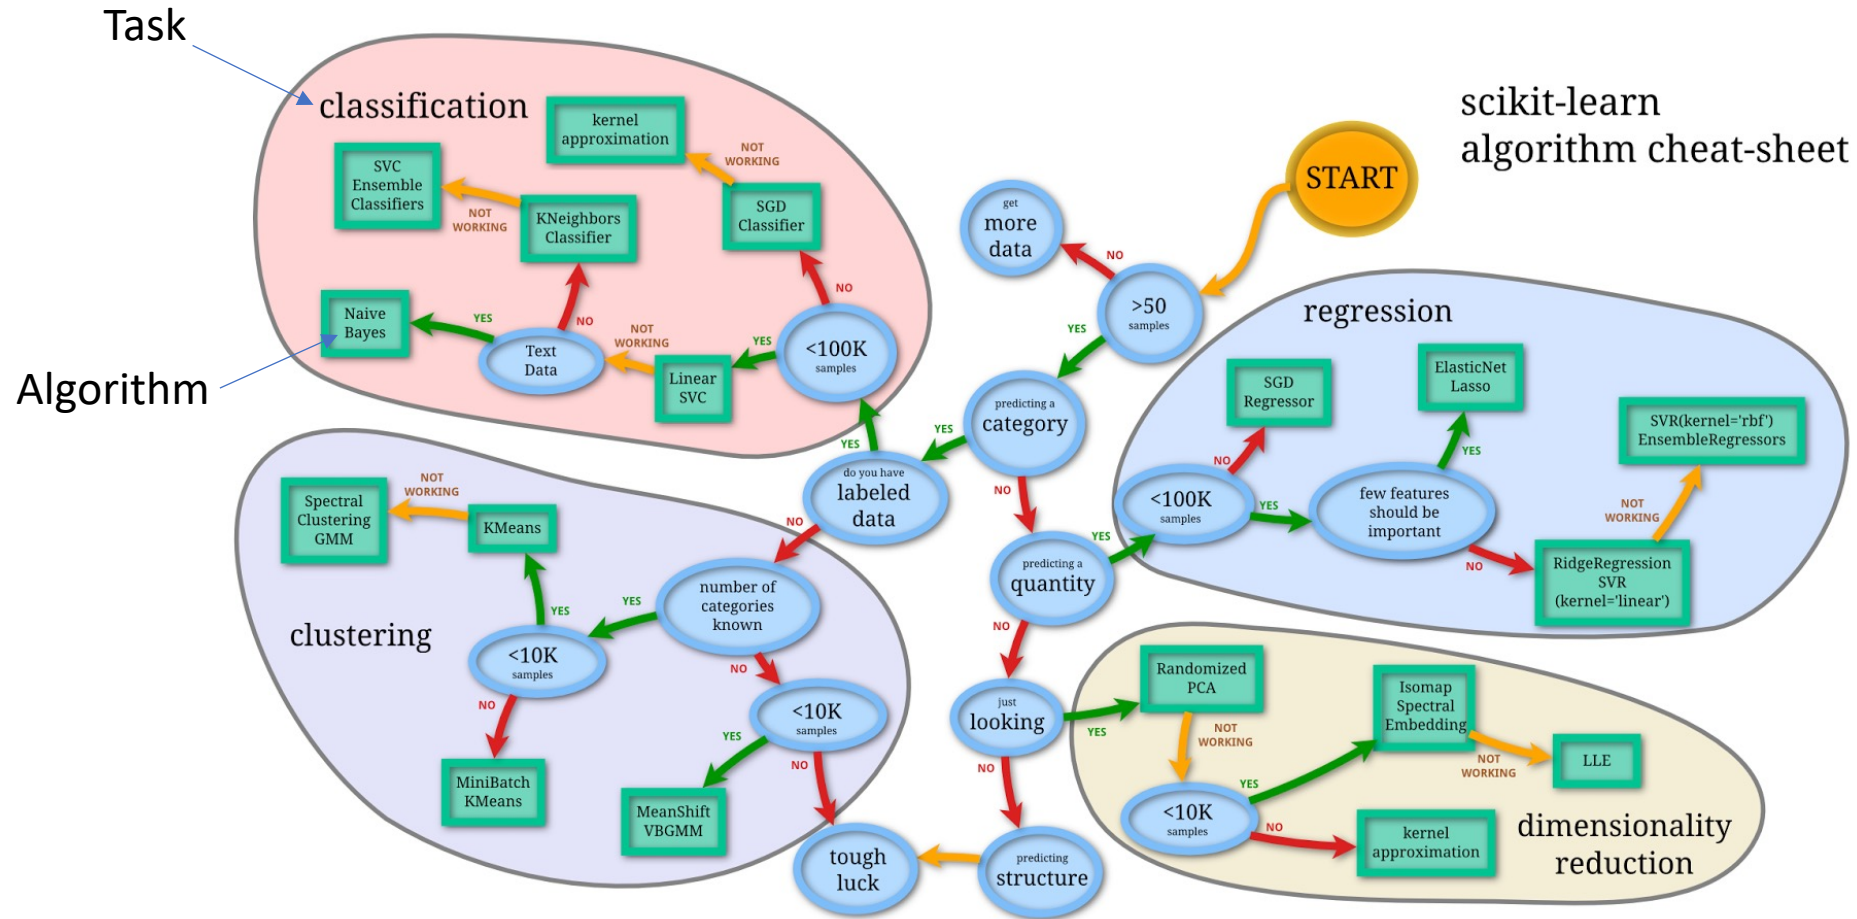 Task
Algorithm
scikit-learn
algorithm cheat-sheet
START
>50
samples
NO
YES
get
more
data
predicting a
category
YES
NO
do you have
labeled
data
YES
NO
predicting a
quantity
YES
NO
just
looking
YES
NO
predicting
structure
tough
luck
classification
kernel
approximation
NOT
WORKING
SGD
Classifier
NO
<100K
samples
YES
Linear
SVC
NOT
WORKING
Text
Data
YES
NO
Naive
Bayes
KNeighbors
Classifier
NOT
WORKING
SVC
Ensemble
Classifiers
clustering
number of
categories
known
YES
NO
<10K
samples
YES
NO
KMeans
NOT
WORKING
Spectral
Clustering
GMM
MiniBatch
KMeans
<10K
samples
YES
NO
MeanShift
VBGMM
regression
<100K
samples
NO
YES
SGD
Regressor
few features
should be
important
YES
NO
ElasticNet
Lasso
RidgeRegression
SVR
(kernel='linear')
NOT
WORKING
SVR(kernel='rbf')
EnsembleRegressors
dimensionality
reduction
Randomized
PCA
NOT
WORKING
<10K
samples
YES
NO
Isomap
Spectral
Embedding
NOT
WORKING
LLE
kernel
approximation